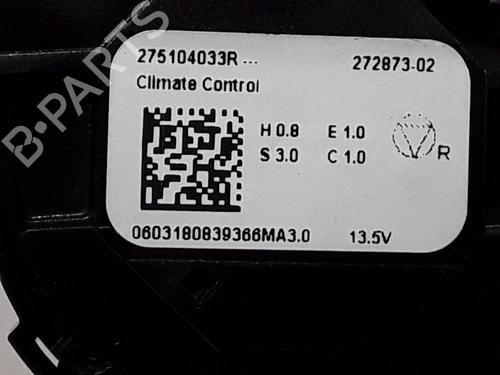 275104033R --- 272873-02
Climate Control
H 0.8 E 1.0
S 3.0 C 1.0
R
0603180839366MA3.0 13.5V
B-PARTS